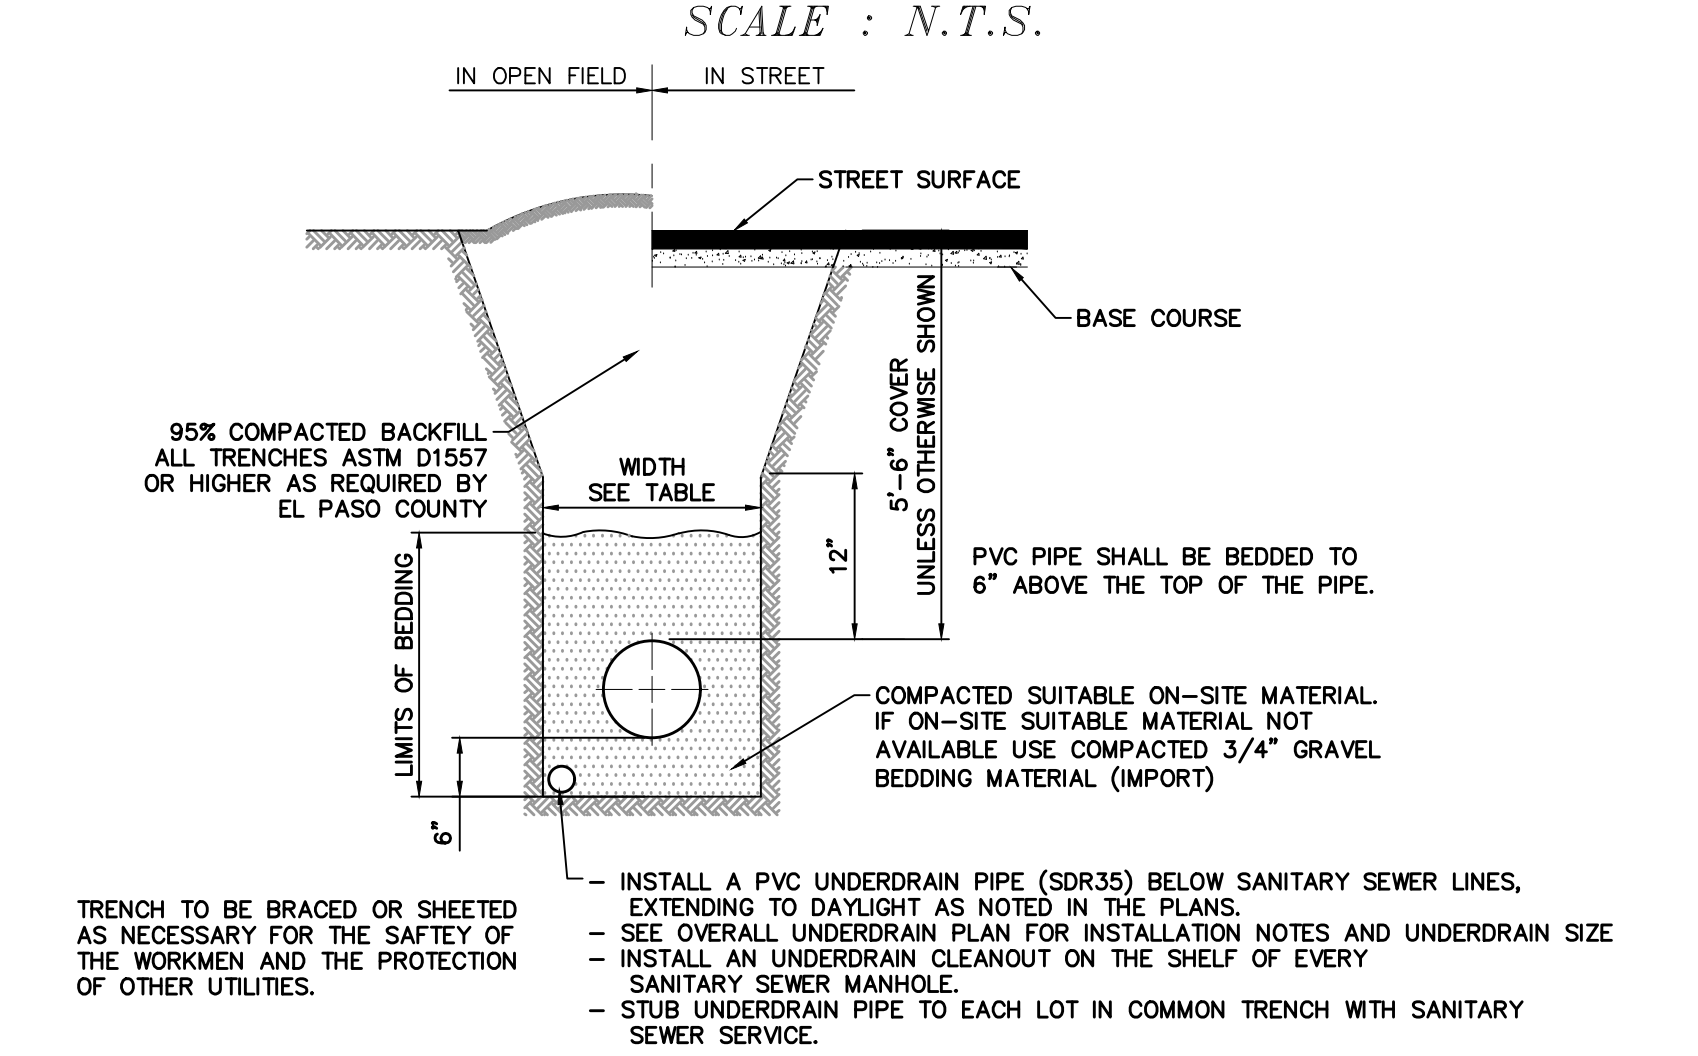 SCALE : N.T.S.
IN OPEN FIELD
IN STREET
STREET SURFACE
BASE COURSE
5'-6" COVER
UNLESS OTHERWISE SHOWN
95% COMPACTED BACKFILL
ALL TRENCHES ASTM D1557
OR HIGHER AS REQUIRED BY
EL PASO COUNTY
WIDTH
SEE TABLE
12"
LIMITS OF BEDDING
PVC PIPE SHALL BE BEDDED TO
6" ABOVE THE TOP OF THE PIPE.
COMPACTED SUITABLE ON-SITE MATERIAL.
IF ON-SITE SUITABLE MATERIAL NOT
AVAILABLE USE COMPACTED 3/4" GRAVEL
BEDDING MATERIAL (IMPORT)
6"
TRENCH TO BE BRACED OR SHEETED
AS NECESSARY FOR THE SAFTEY OF
THE WORKMEN AND THE PROTECTION
OF OTHER UTILITIES.
- INSTALL A PVC UNDERDRAIN PIPE (SDR35) BELOW SANITARY SEWER LINES,
EXTENDING TO DAYLIGHT AS NOTED IN THE PLANS.
- SEE OVERALL UNDERDRAIN PLAN FOR INSTALLATION NOTES AND UNDERDRAIN SIZE
- INSTALL AN UNDERDRAIN CLEANOUT ON THE SHELF OF EVERY
SANITARY SEWER MANHOLE.
- STUB UNDERDRAIN PIPE TO EACH LOT IN COMMON TRENCH WITH SANITARY
SEWER SERVICE.